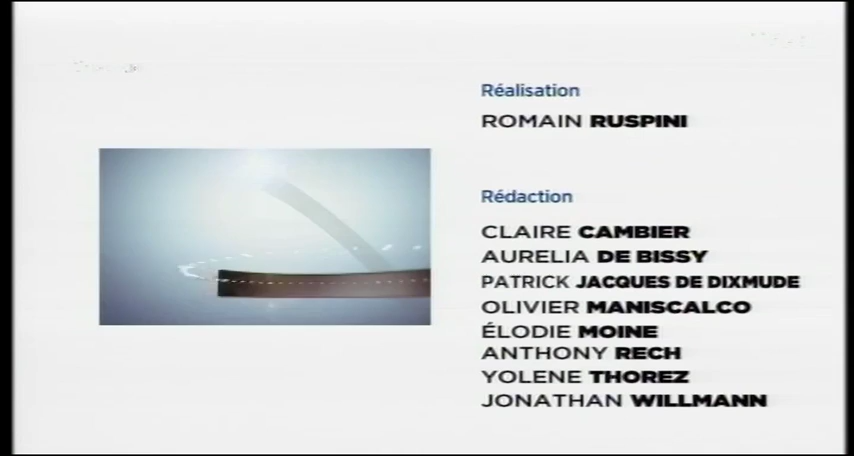 Réalisation
ROMAIN RUSPINI
Rédaction
CLAIRE CAMBIER
AURELIA DE BISSY
PATRICK JACQUES DE DIXMUDE
OLIVIER MANISCALCO
ÉLODIE MOINE
ANTHONY RECH
YOLENE THOREZ
JONATHAN WILLMANN